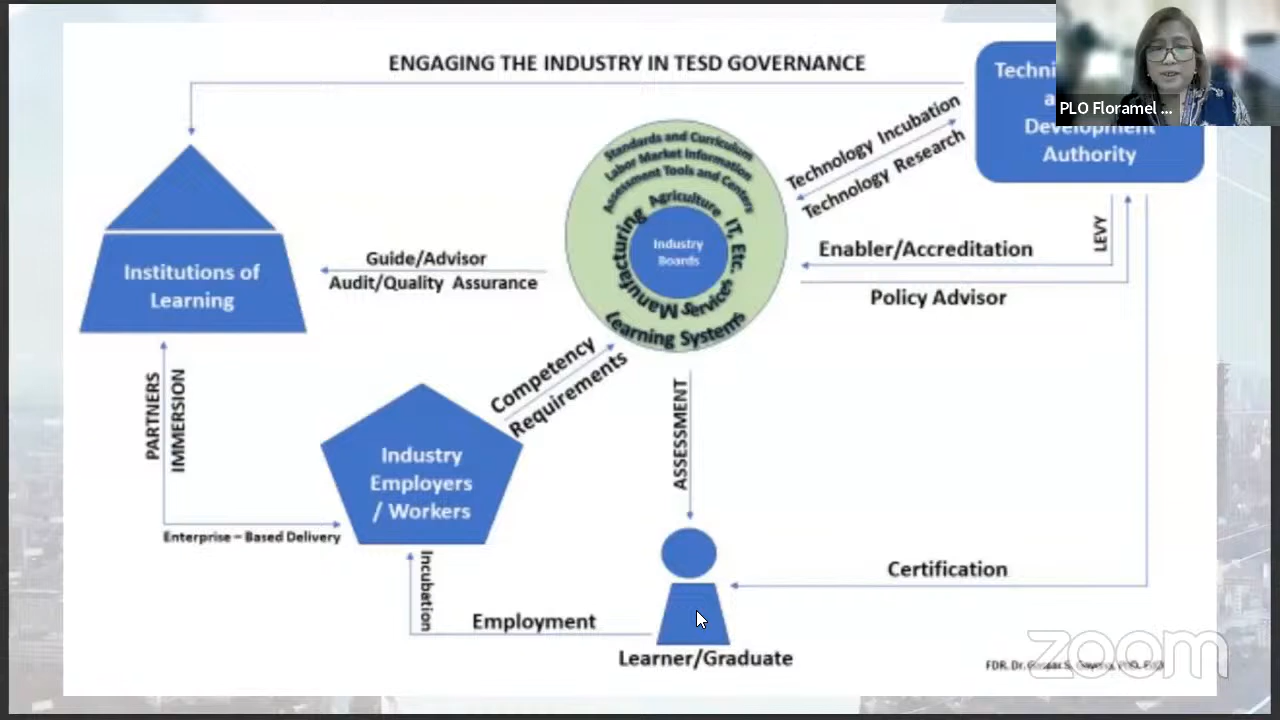 ENGAGING THE INDUSTRY IN TESD GOVERNANCE
Development
Authority
PLO Floramel ...
Technology Incubation
Technology Research
Standards and Curriculum
Labor Market Information
Assessment Tools and Centers
Agriculture
Manufacturing
IT, Etc.
Services
Learning Systems
Industry
Boards
Institutions of
Learning
Guide/Advisor
Audit/Quality Assurance
Enabler/Accreditation
LEVY
Policy Advisor
Competency
Requirements
PARTNERS
IMMERSION
Industry
Employers
/ Workers
ASSESSMENT
Enterprise – Based Delivery
Incubation
Employment
Certification
Learner/Graduate
zoom
FDR. Dr.